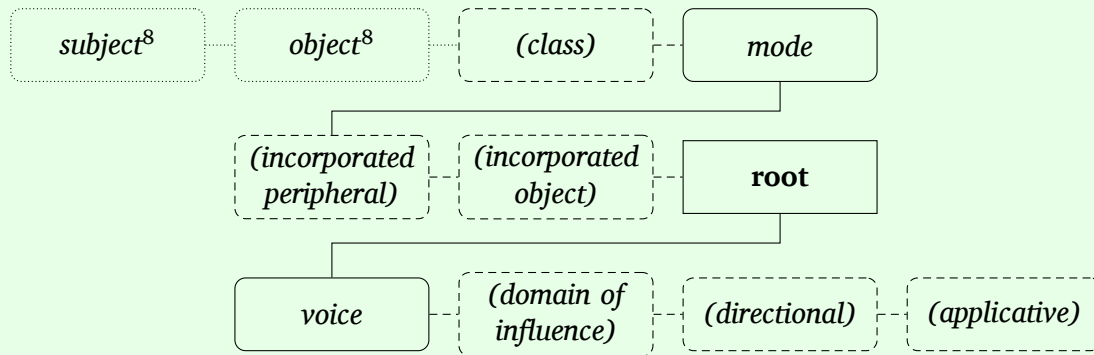 subject⁸ object⁸ (class) mode
(incorporated peripheral) (incorporated object) root
voice (domain of influence) (directional) (applicative)